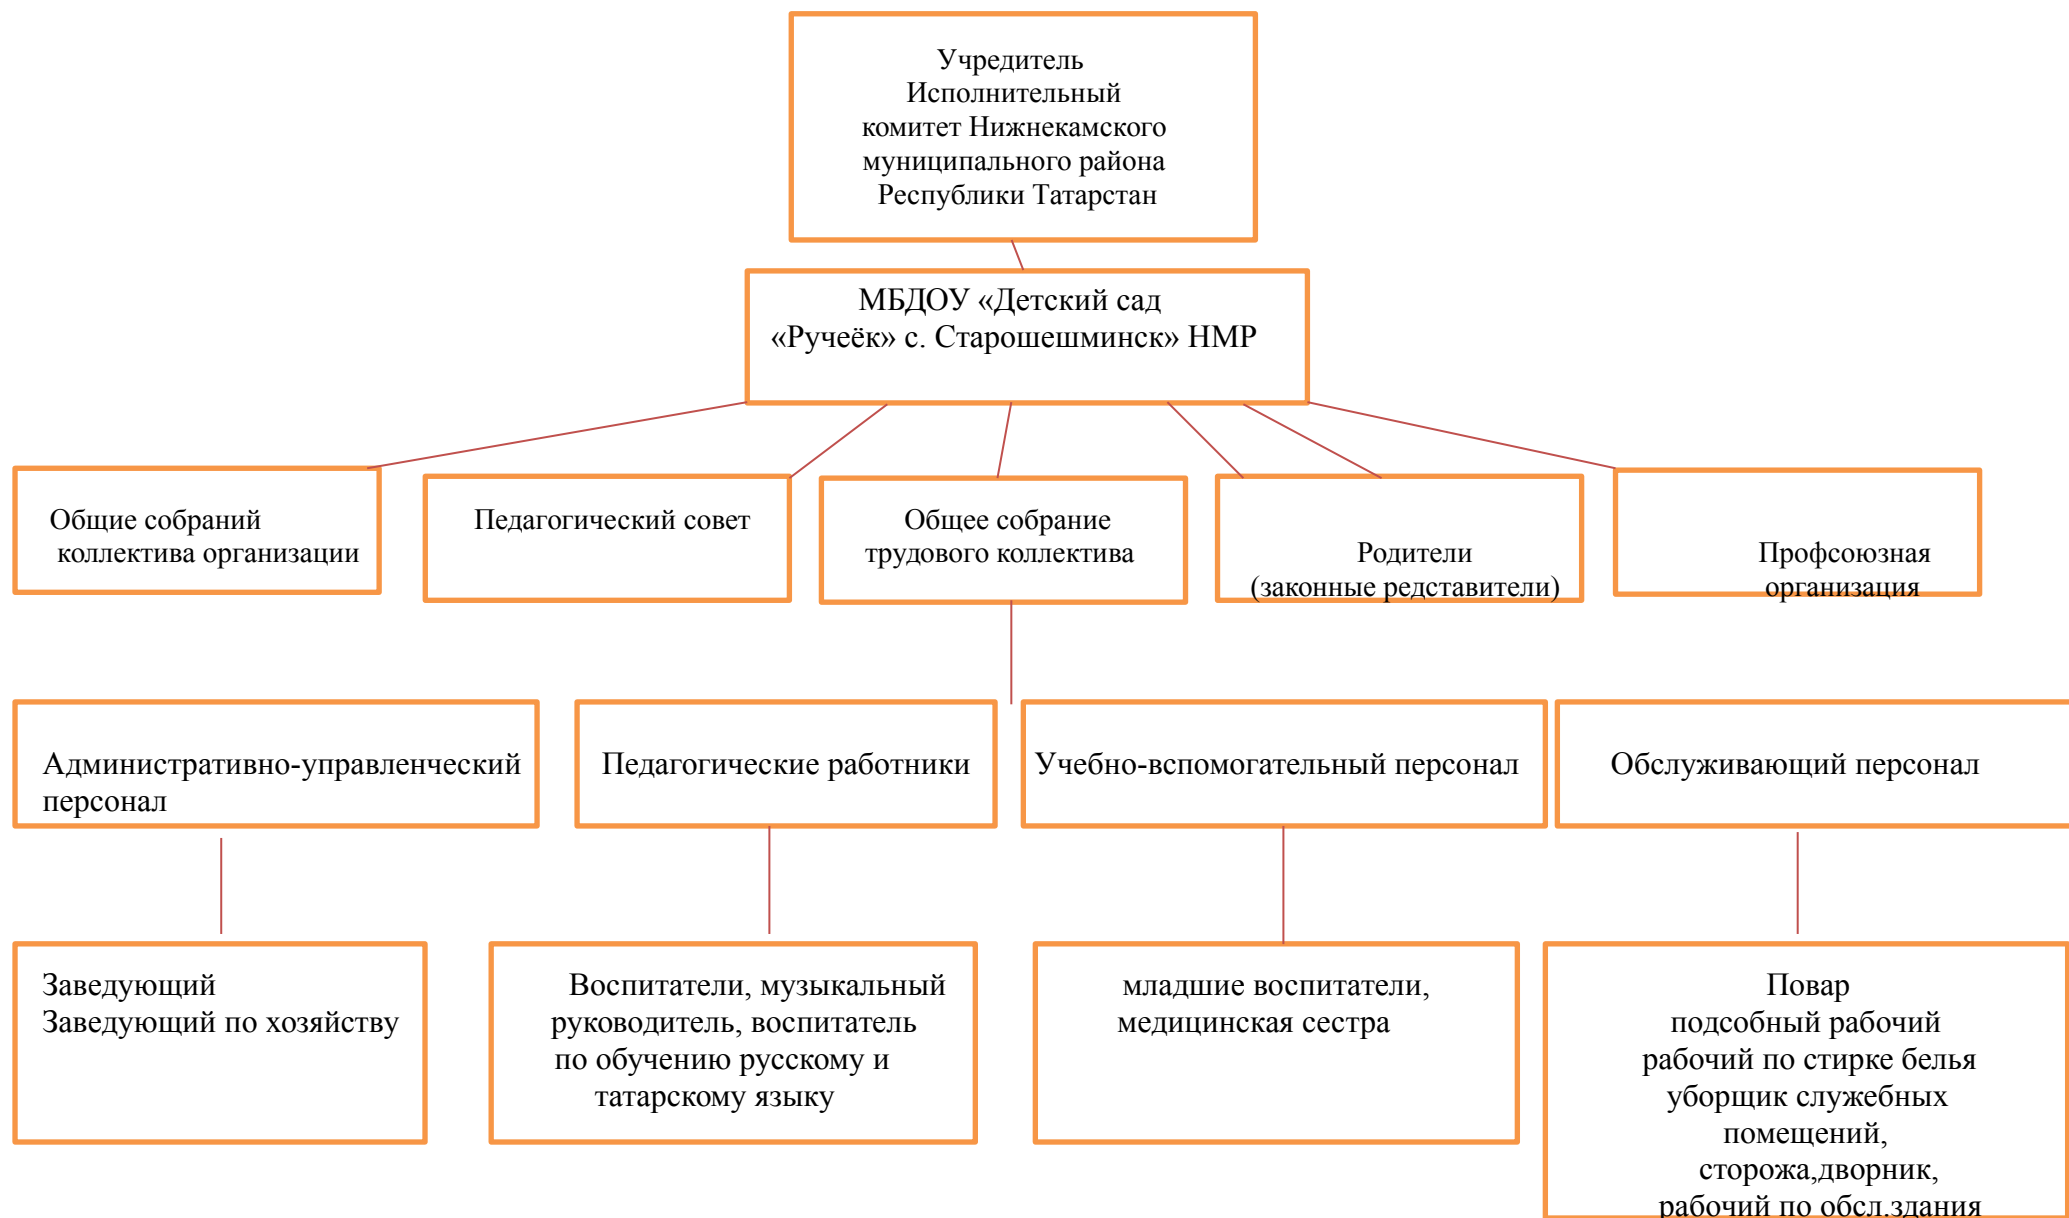 Учредитель
Исполнительный
комитет Нижнекамского
муниципального района
Республики Татарстан
МБДОУ «Детский сад
«Ручеёк» с. Старошешминск» НМР
Общие собраний
коллектива организации
Педагогический совет
Общее собрание
трудового коллектива
Родители
(законные редставители)
Профсоюзная
организация
Административно-управленческий
персонал
Педагогические работники
Учебно-вспомогательный персонал
Обслуживающий персонал
Заведующий
Заведующий по хозяйству
Воспитатели, музыкальный
руководитель, воспитатель
по обучению русскому и
татарскому языку
младшие воспитатели,
медицинская сестра
Повар
подсобный рабочий
рабочий по стирке белья
уборщик служебных
помещений,
сторожа,дворник,
рабочий по обсл.здания